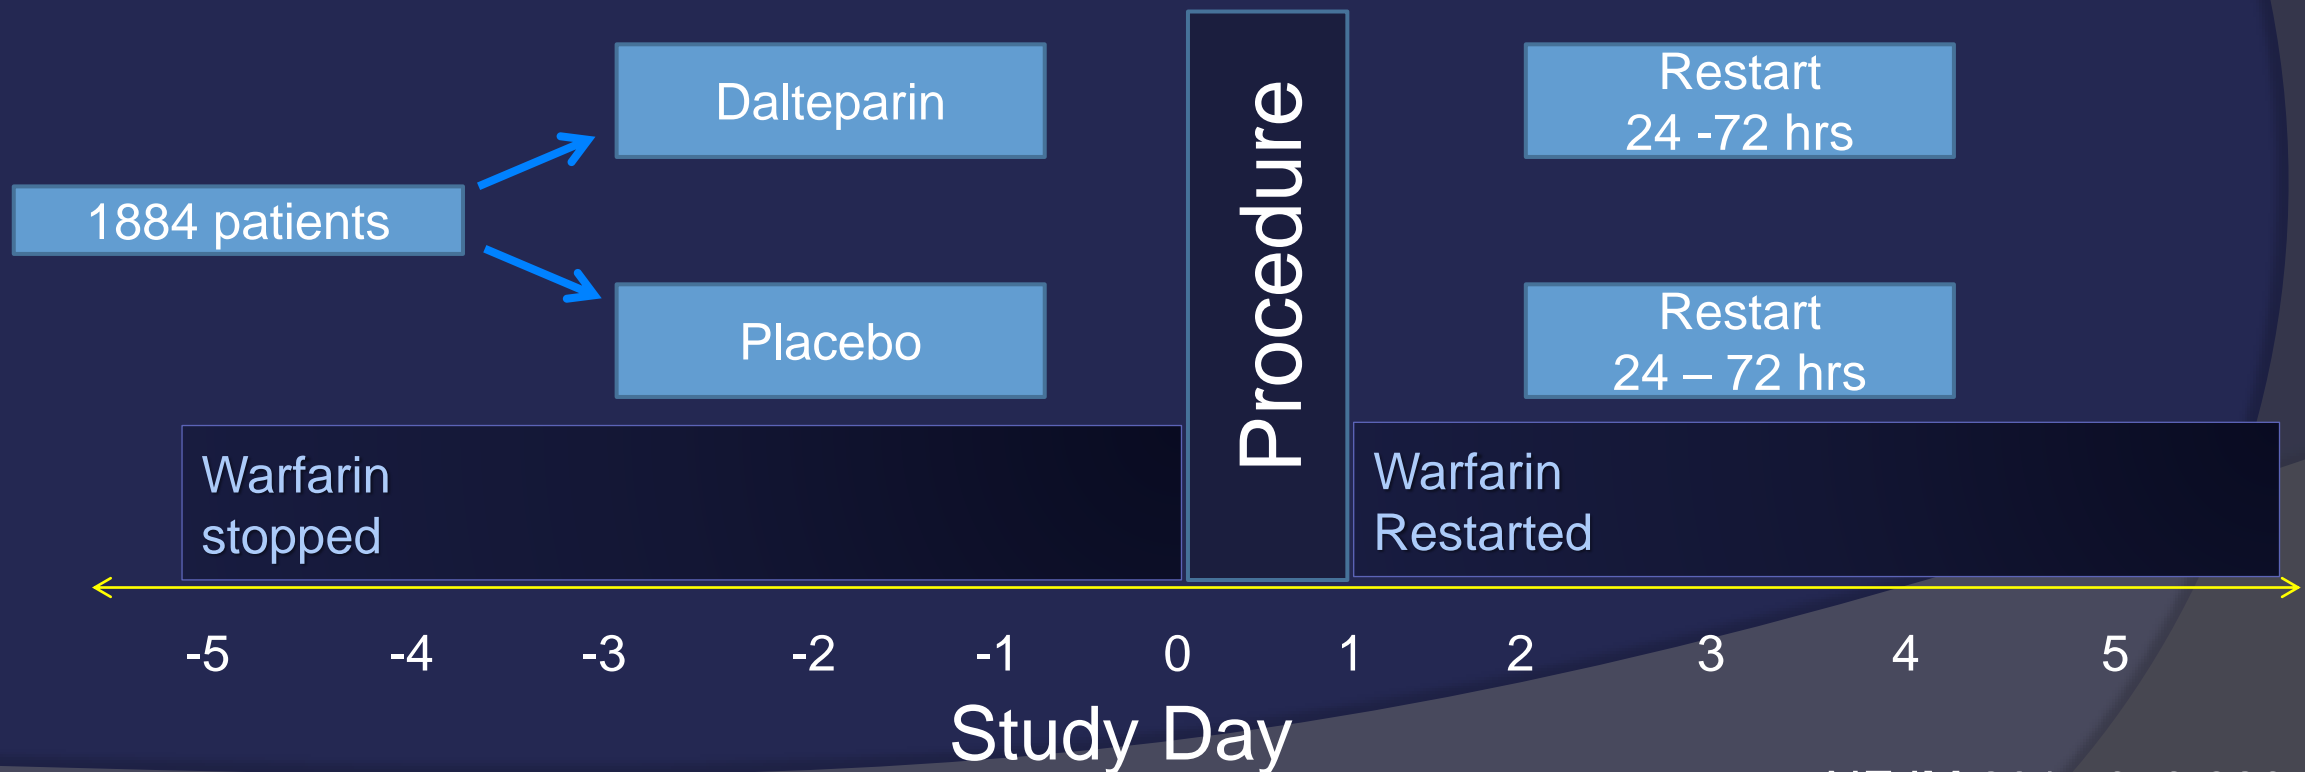 Dalteparin
Restart
24 -72 hrs
1884 patients
Procedure
Placebo
Restart
24 – 72 hrs
Warfarin
stopped
Warfarin
Restarted
-5 -4 -3 -2 -1 0 1 2 3 4 5
Study Day